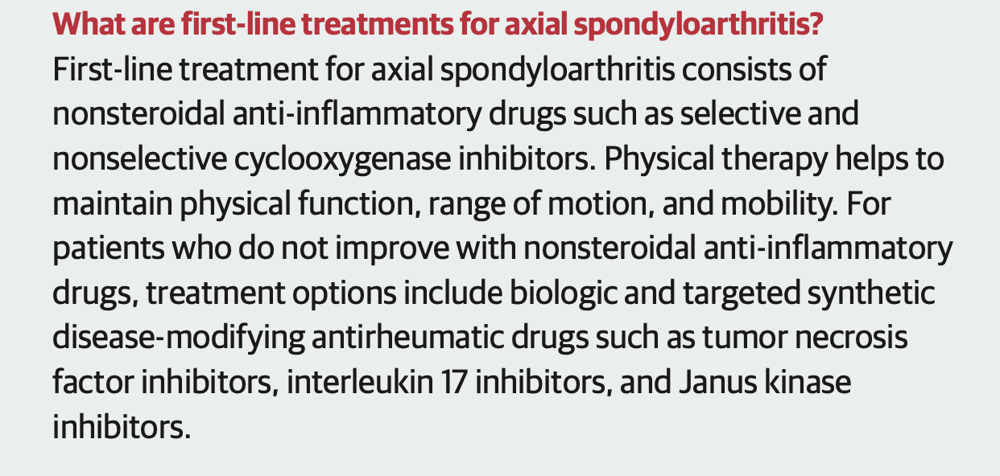 What are first-line treatments for axial spondyloarthritis?
First-line treatment for axial spondyloarthritis consists of
nonsteroidal anti-inflammatory drugs such as selective and
nonselective cyclooxygenase inhibitors. Physical therapy helps to
maintain physical function, range of motion, and mobility. For
patients who do not improve with nonsteroidal anti-inflammatory
drugs, treatment options include biologic and targeted synthetic
disease-modifying antirheumatic drugs such as tumor necrosis
factor inhibitors, interleukin 17 inhibitors, and Janus kinase
inhibitors.